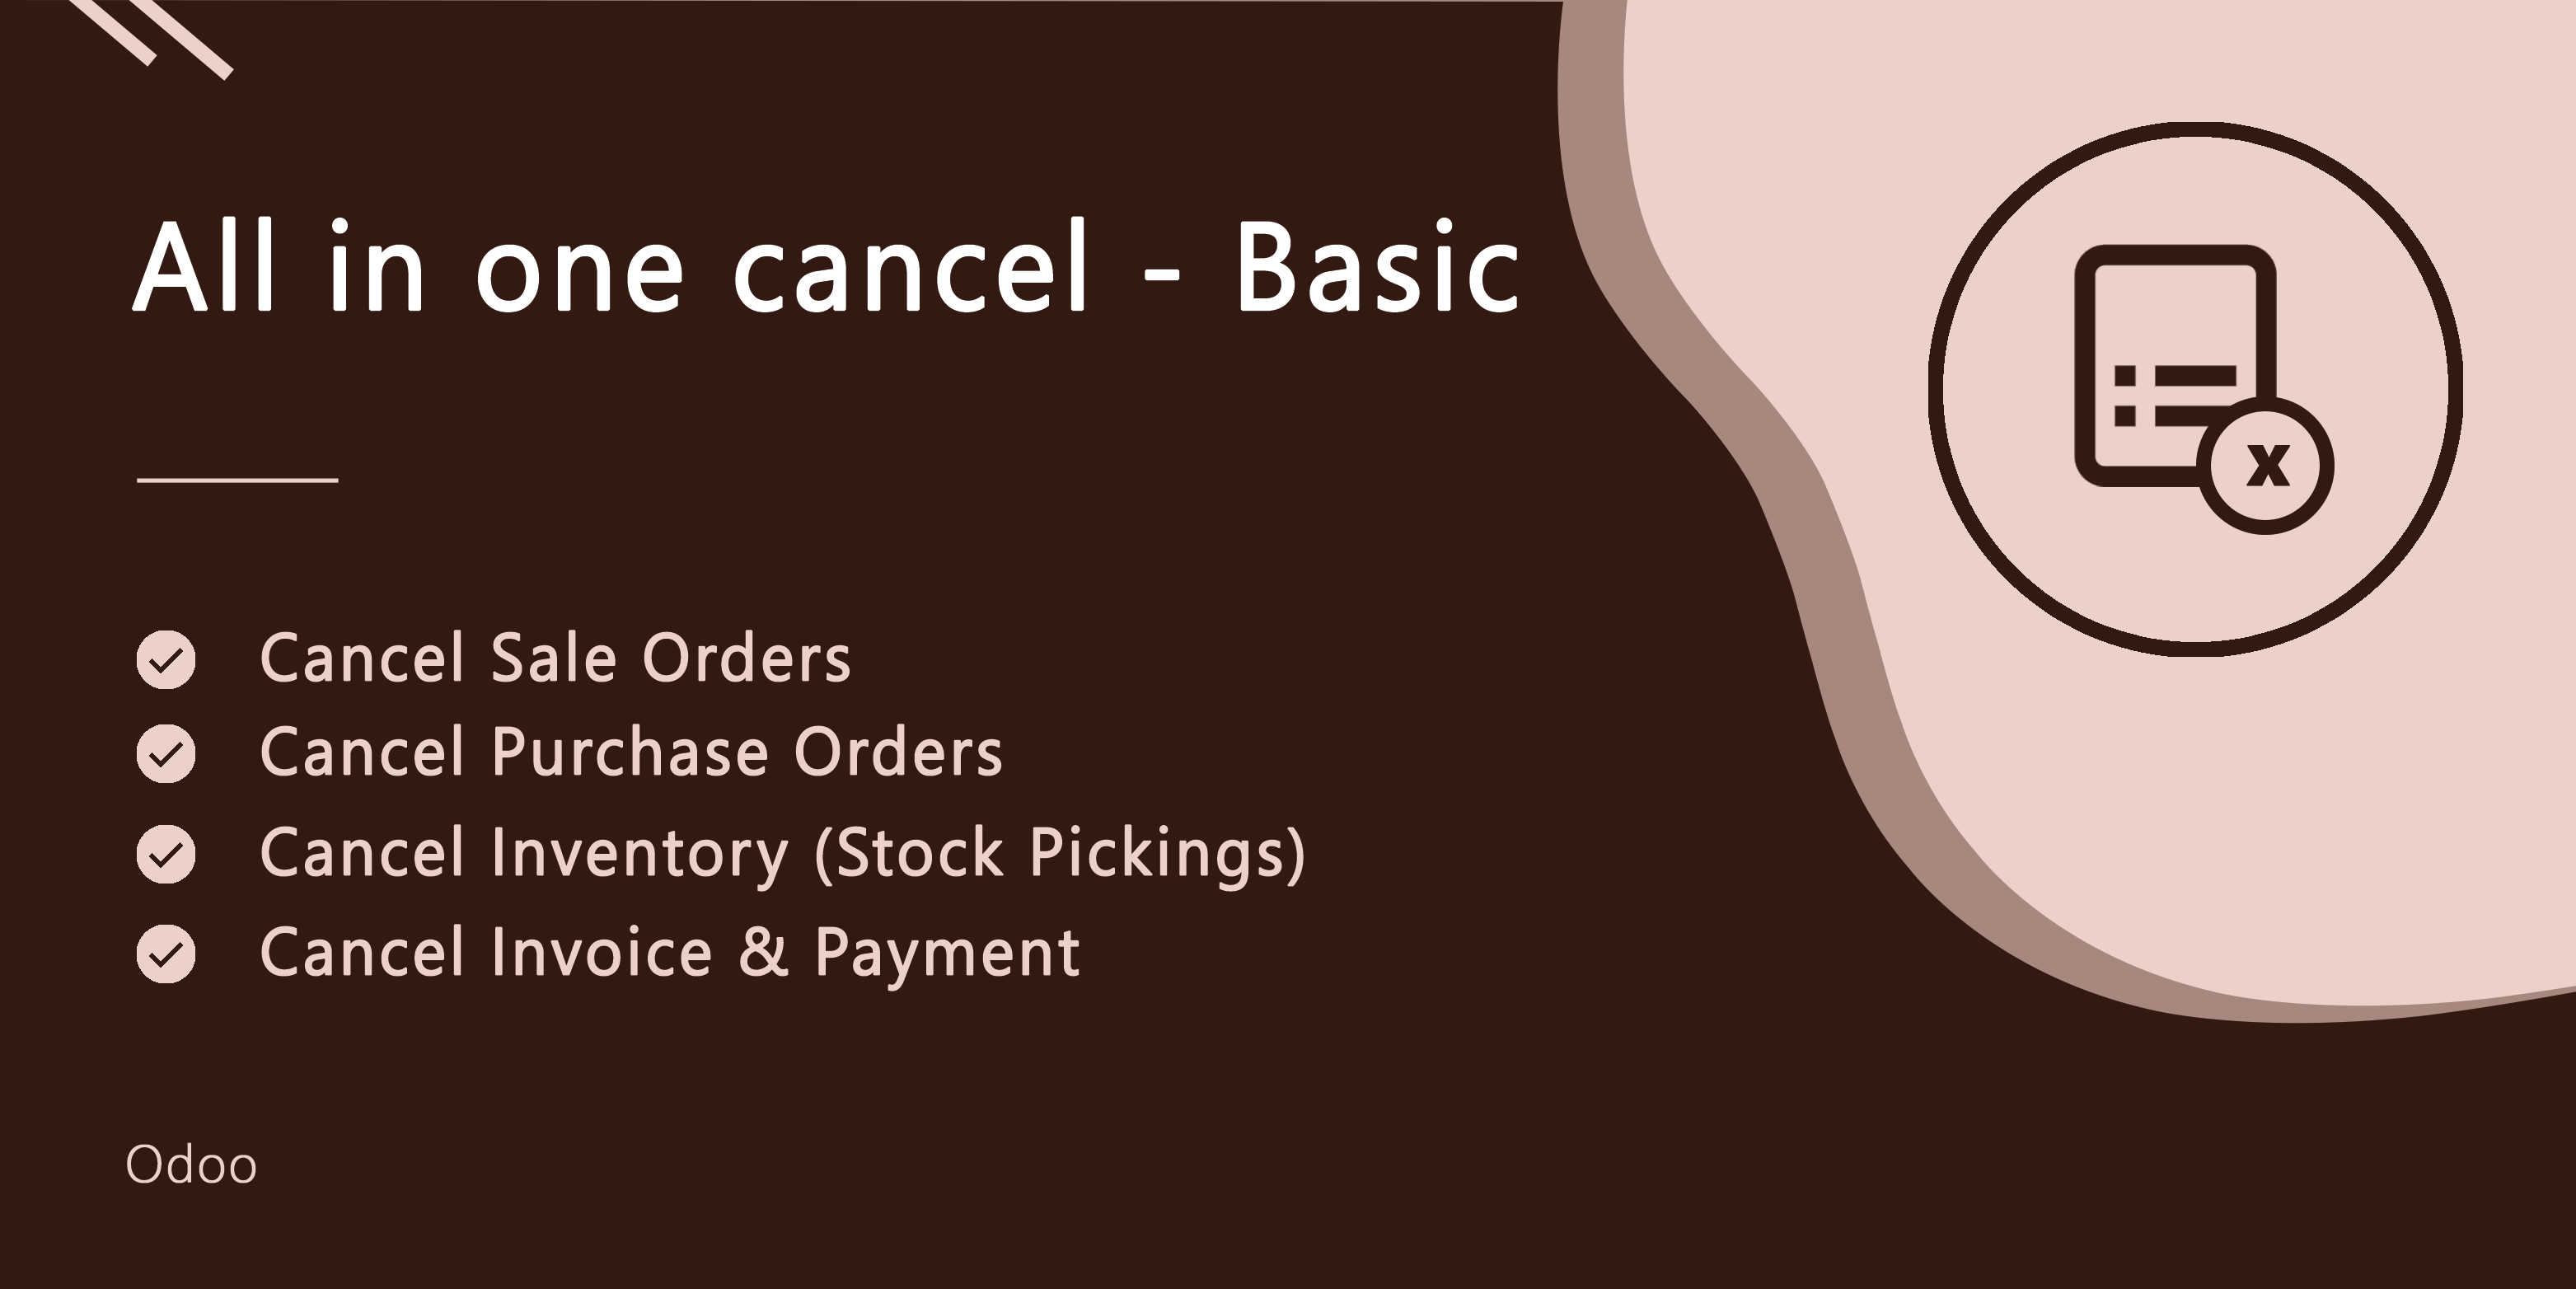 All in one cancel - Basic
Cancel Sale Orders
Cancel Purchase Orders
Cancel Inventory (Stock Pickings)
Cancel Invoice & Payment
Odoo
x